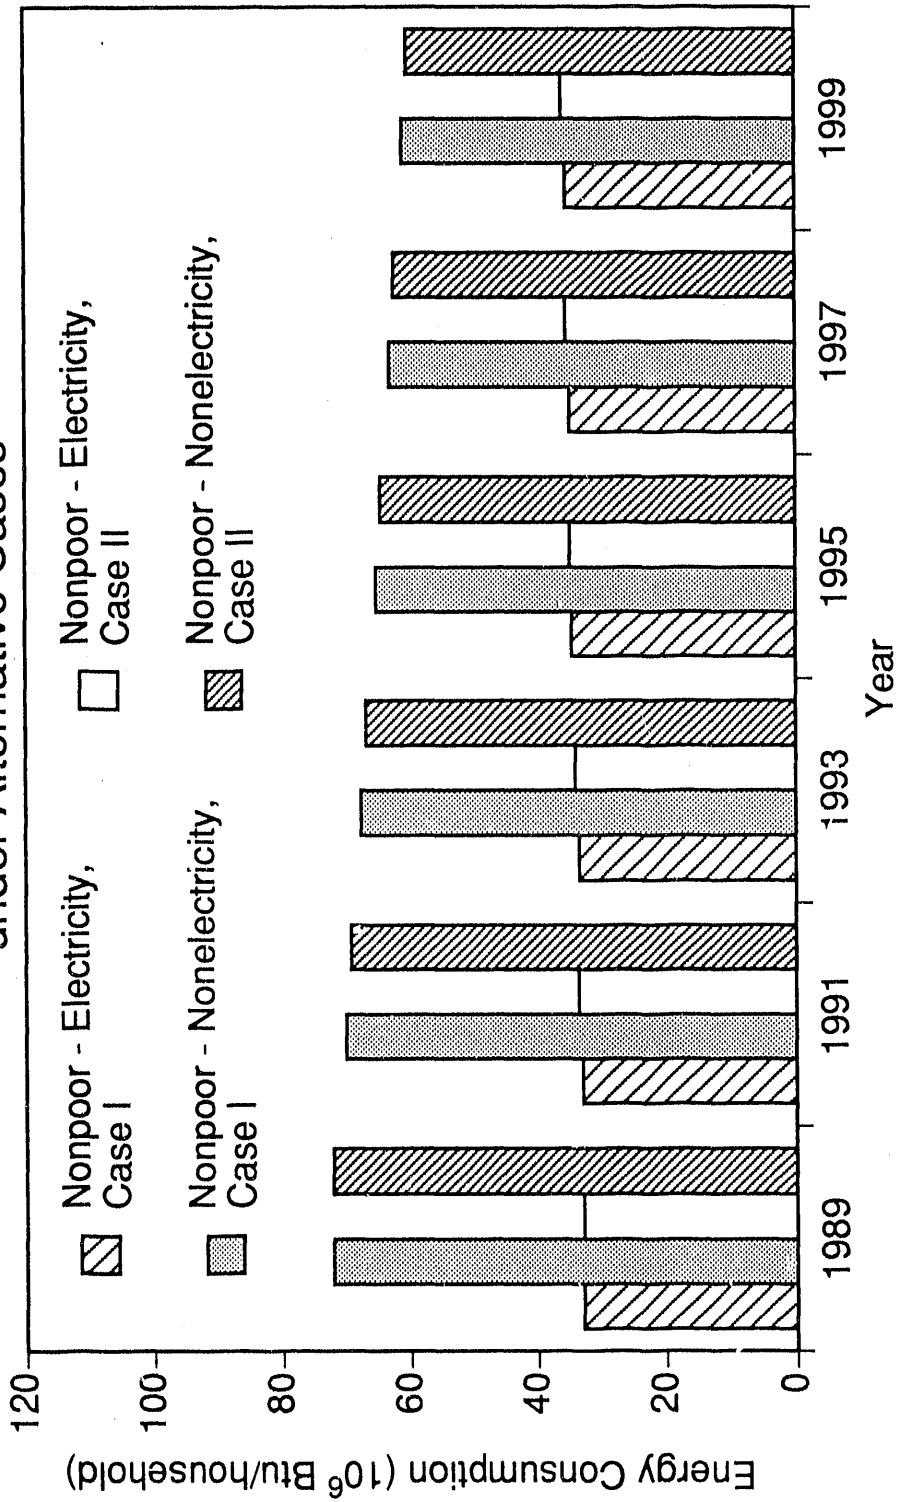 under Alternative Cases
Nonpoor - Electricity,
Case I
Nonpoor - Electricity,
Case II
Nonpoor - Nonelectricity,
Case I
Nonpoor - Nonelectricity,
Case II
Energy Consumption (10⁶ Btu/household)
120
100
80
60
40
20
0
1989
1991
1993
1995
1997
1999
Year